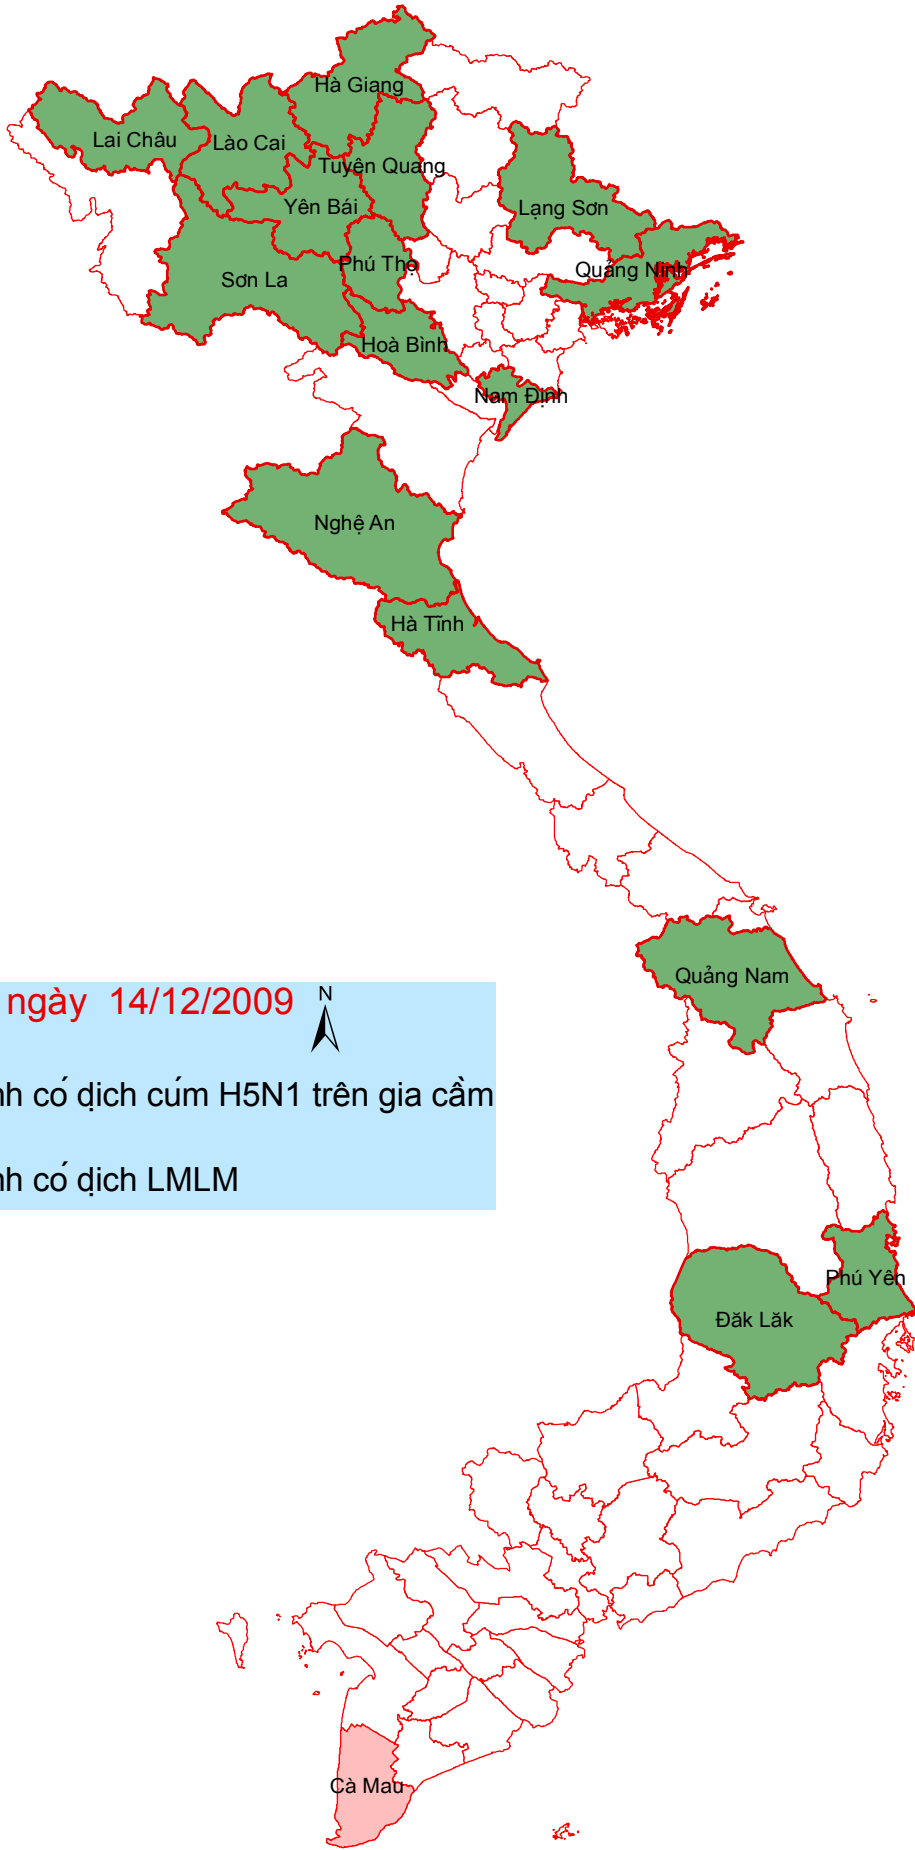 Hà Giang
Lai Châu
Lào Cai
Tuyên Quang
Yên Bái
Lạng Sơn
Phú Thọ
Sơn La
Quảng Ninh
Hoà Bình
Nam Định
Nghệ An
Hà Tĩnh
Quảng Nam
ngày 14/12/2009
N
nh có dịch cúm H5N1 trên gia cầm
nh có dịch LMLM
Phú Yên
Đăk Lăk
Cà Mau